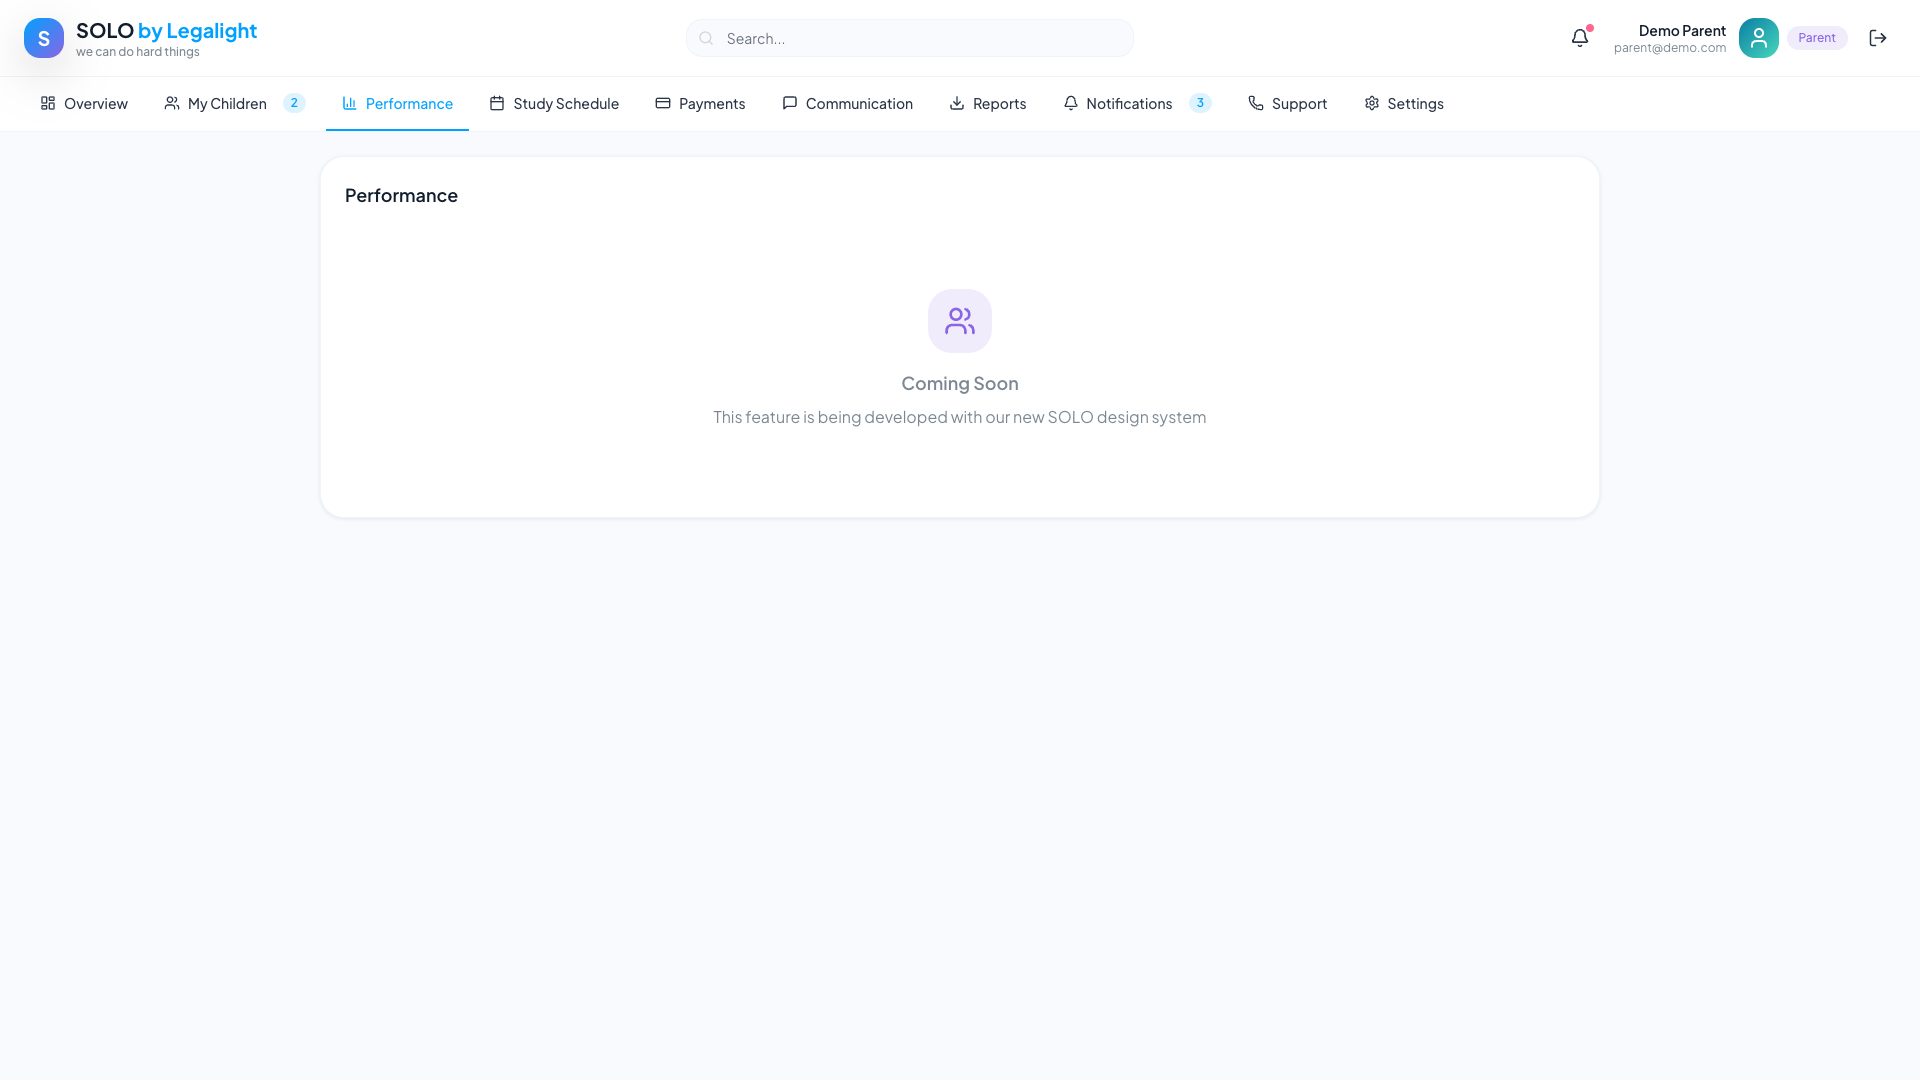 S
SOLO by Legalight
we can do hard things
Search...
Demo Parent
parent@demo.com
Parent
Overview
My Children 2
Performance
Study Schedule
Payments
Communication
Reports
Notifications 3
Support
Settings
Performance
Coming Soon
This feature is being developed with our new SOLO design system